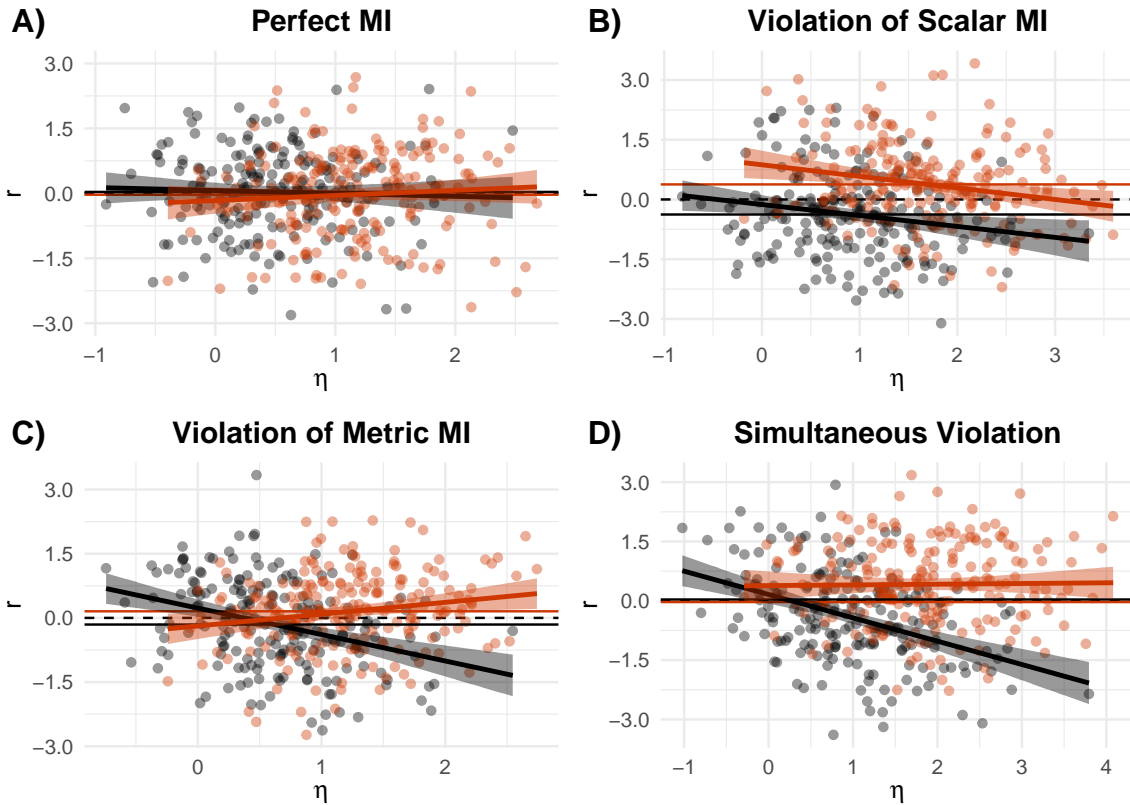 A) Perfect MI
3.0
1.5
0.0
−1.5
−3.0
r
−1 0 1 2
η
B) Violation of Scalar MI
3.0
1.5
0.0
−1.5
−3.0
r
−1 0 1 2 3
η
C) Violation of Metric MI
3.0
1.5
0.0
−1.5
−3.0
r
0 1 2
η
D) Simultaneous Violation
3.0
1.5
0.0
−1.5
−3.0
r
−1 0 1 2 3 4
η